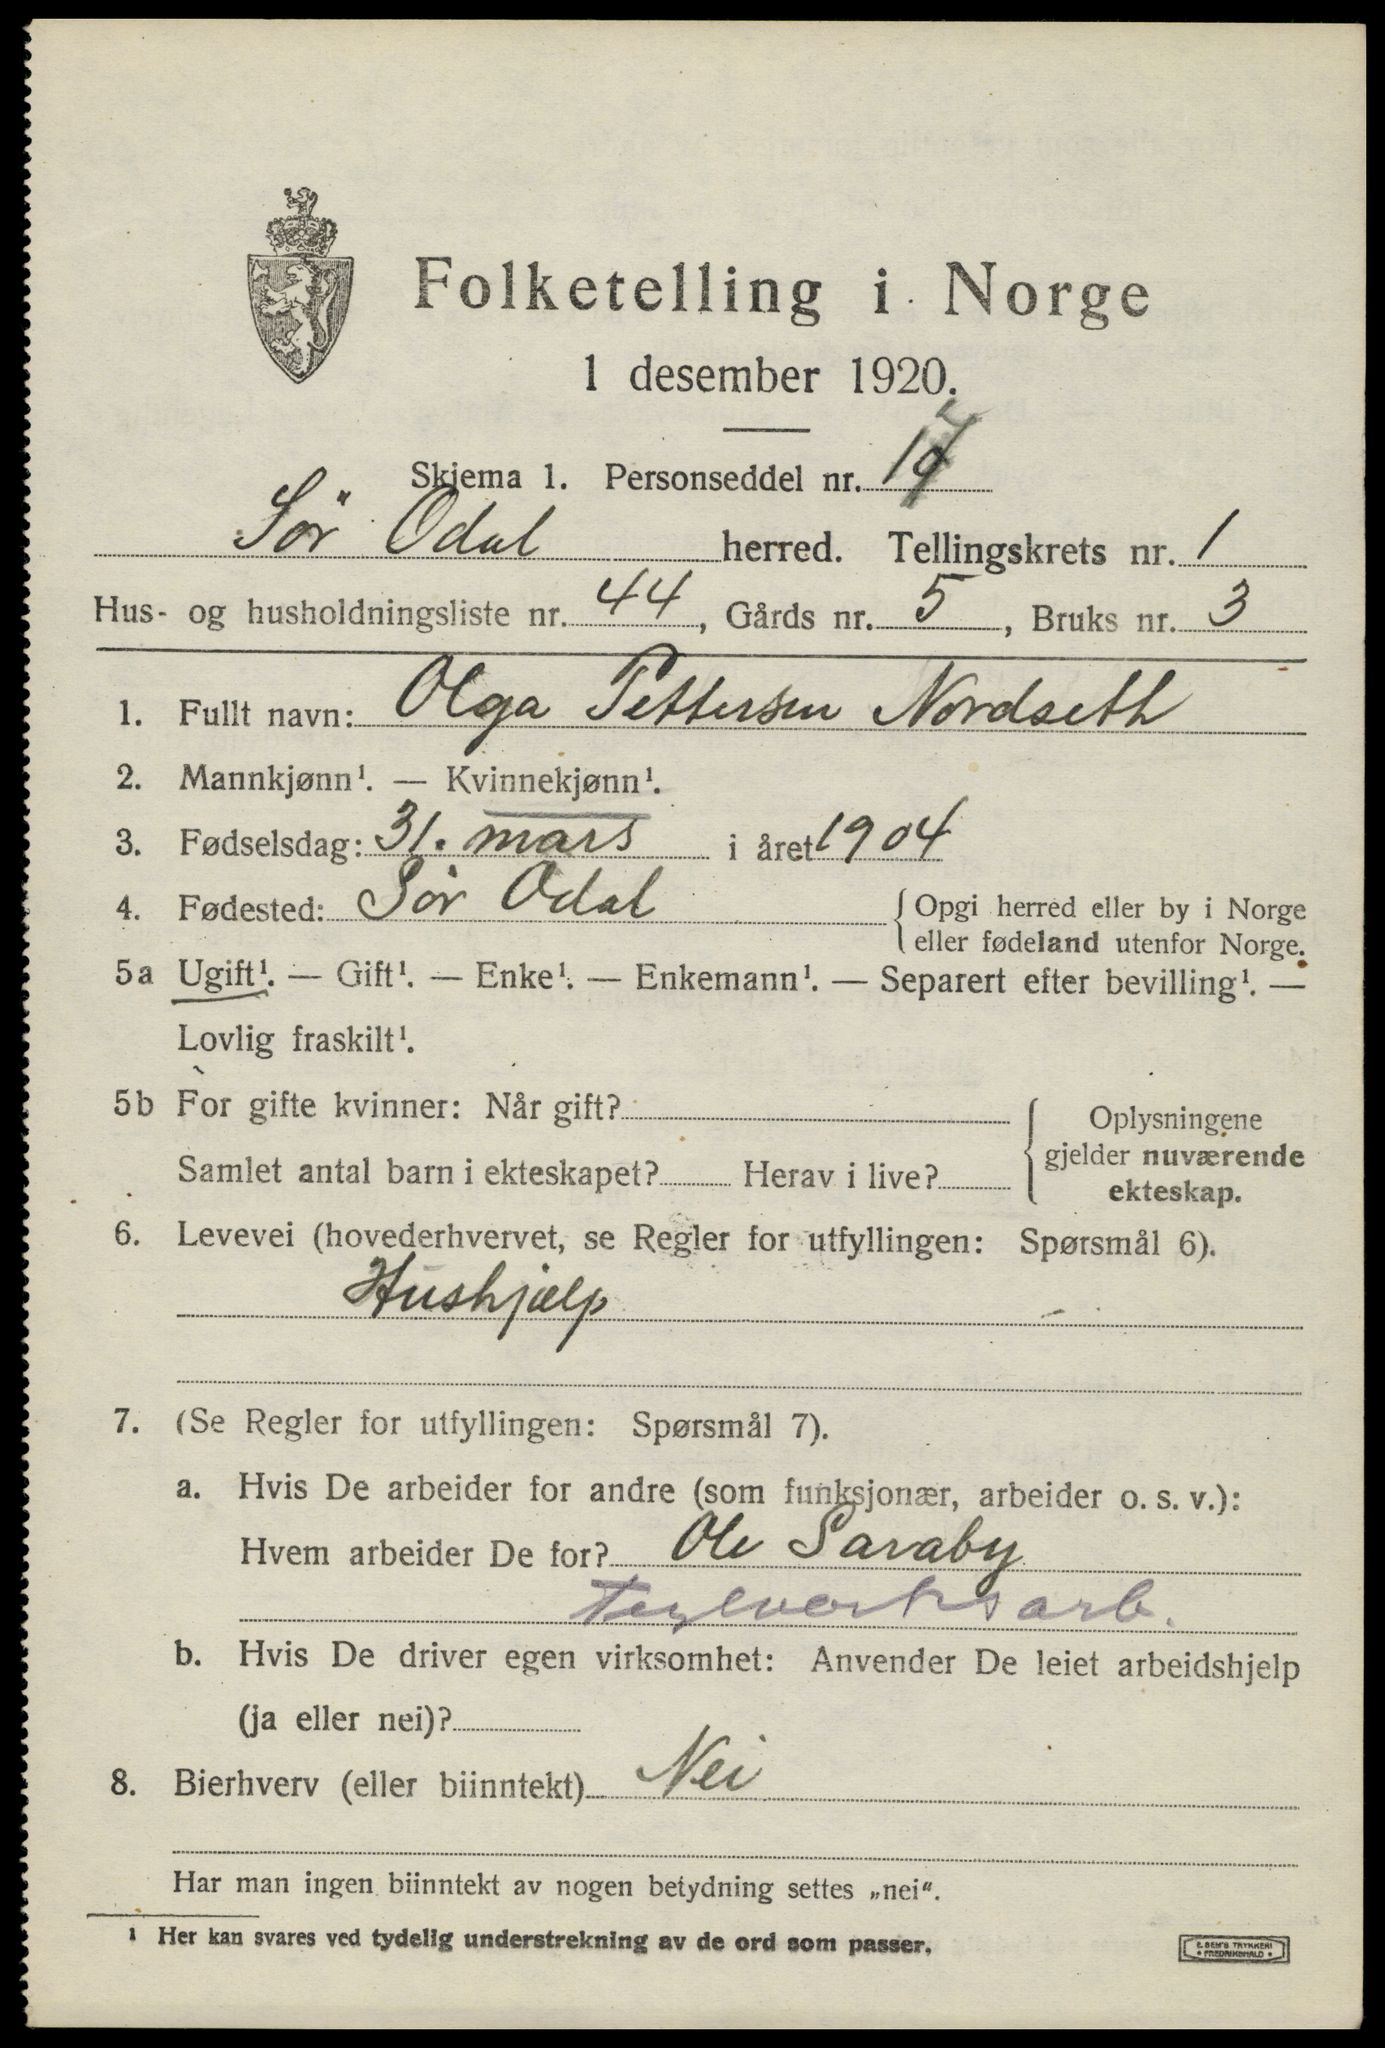 Folketelling i Norge
1 desember 1920.
Skjema 1. Personseddel nr.
Sör Odal herred. Tellingskrets nr. 1
Hus- og husholdningsliste nr. 44, Gårds nr. 5, Bruks nr. 3
1. Fullt navn: Olga Pettersen Nordseth
2. Mannkjønn¹. — Kvinnekjønn¹.
3. Fødselsdag: 31. mars i året 1904
4. Fødested: Sör Odal { Opgi herred eller by i Norge
eller fødeland utenfor Norge.
5a Ugift¹. — Gift¹. — Enke¹. — Enkemann¹. — Separert efter bevilling¹. —
Lovlig fraskilt¹.
5b For gifte kvinner: Når gift? { Oplysningene
gjelder nuværende
Samlet antal barn i ekteskapet? Herav i live?
ekteskap.
6. Levevei (hovederhvervet, se Regler for utfyllingen: Spørsmål 6).
Hushjælp
7. (Se Regler for utfyllingen: Spørsmål 7).
a. Hvis De arbeider for andre (som funksjonær, arbeider o. s. v.):
Hvem arbeider De for? Ole Saraby
Teglverksarb.
b. Hvis De driver egen virksomhet: Anvender De leiet arbeidshjelp
(ja eller nei)?
8. Bierhverv (eller biinntekt) Nei
Har man ingen biinntekt av nogen betydning settes „nei“.
1 Her kan svares ved tydelig understrekning av de ord som passer.
E. SEM'S TRYKKERI
• FREDRIKSHALD •